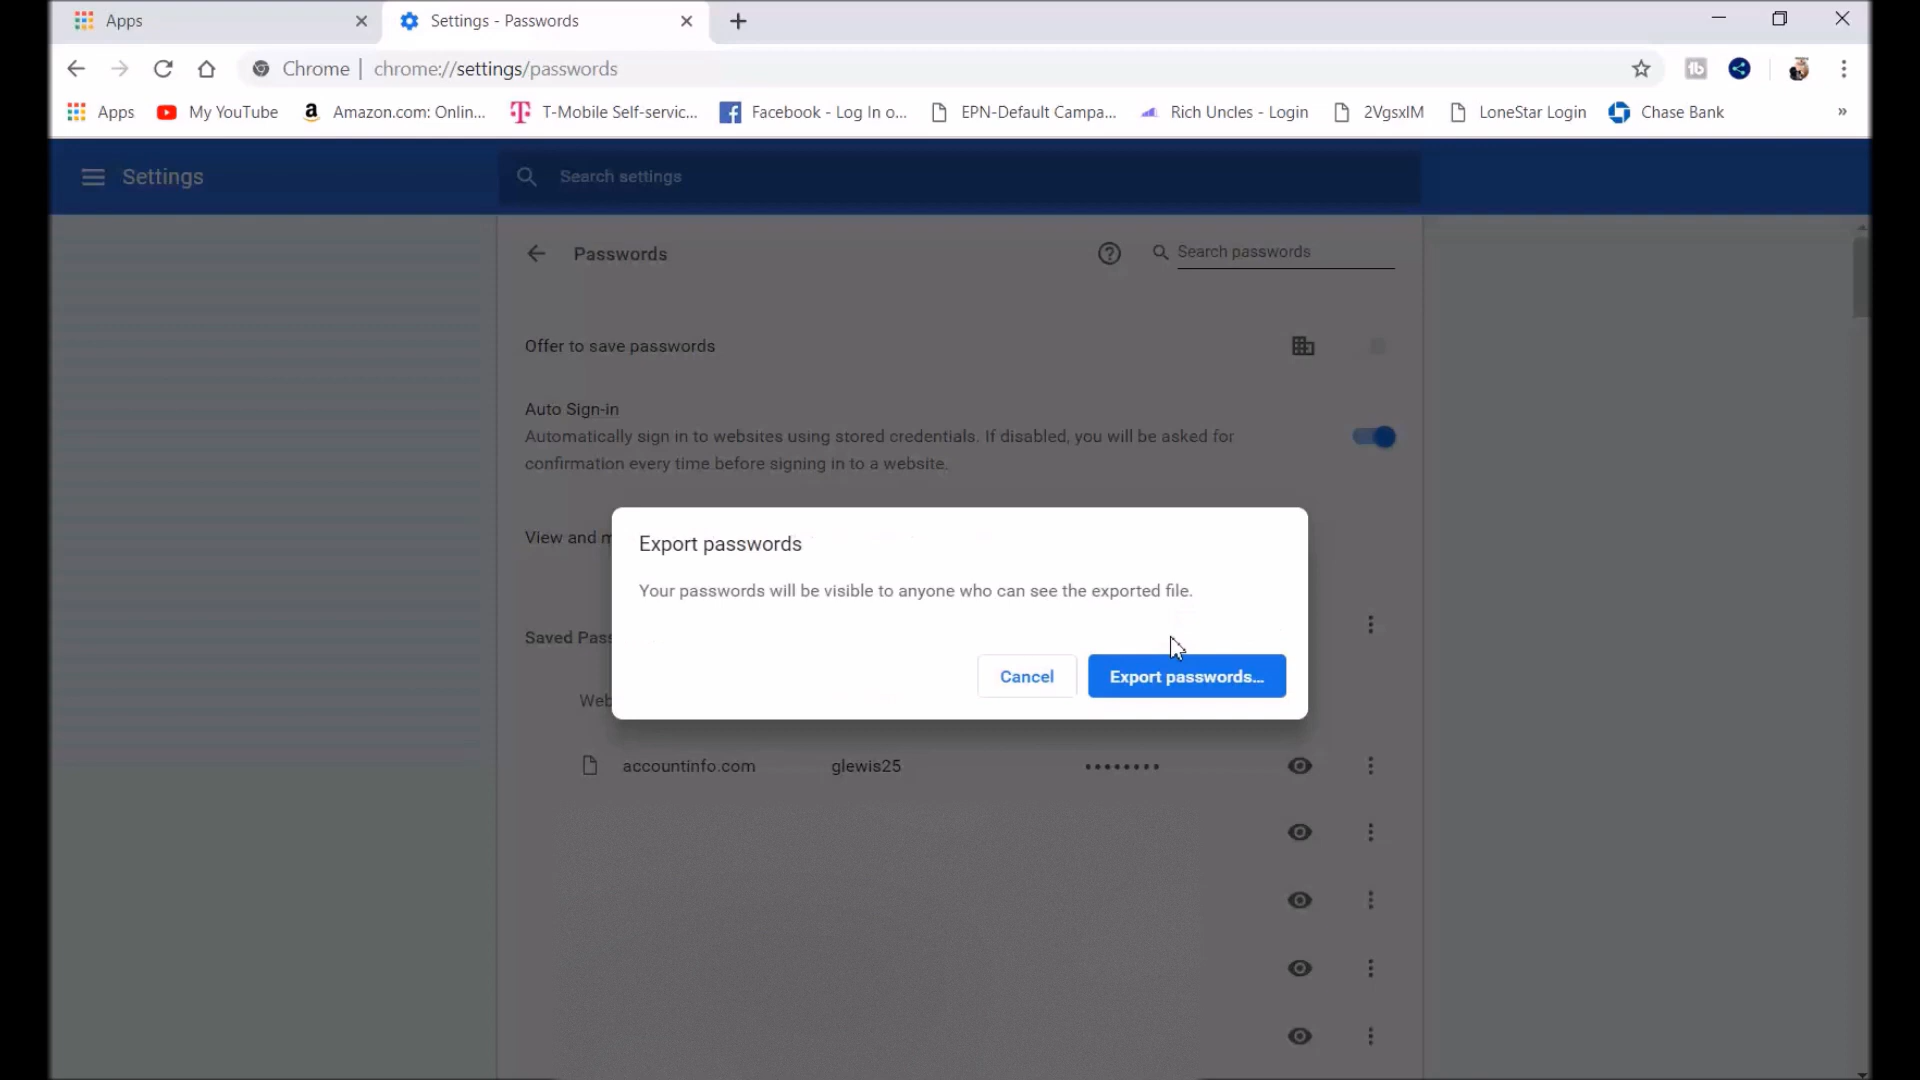 Apps
Settings - Passwords
Chrome | chrome://settings/passwords
Apps
My YouTube
Amazon.com: Onlin...
T-Mobile Self-servic...
Facebook - Log In o...
EPN-Default Campa...
Rich Uncles - Login
2VgsxIM
LoneStar Login
Chase Bank
»
Settings
Search settings
Passwords
Search passwords
Offer to save passwords
Auto Sign-in
Automatically sign in to websites using stored credentials. If disabled, you will be asked for
confirmation every time before signing in to a website.
View and m
Export passwords
Your passwords will be visible to anyone who can see the exported file.
Saved Pass
Cancel
Export passwords...
Web
accountinfo.com glewis25 ••••••••